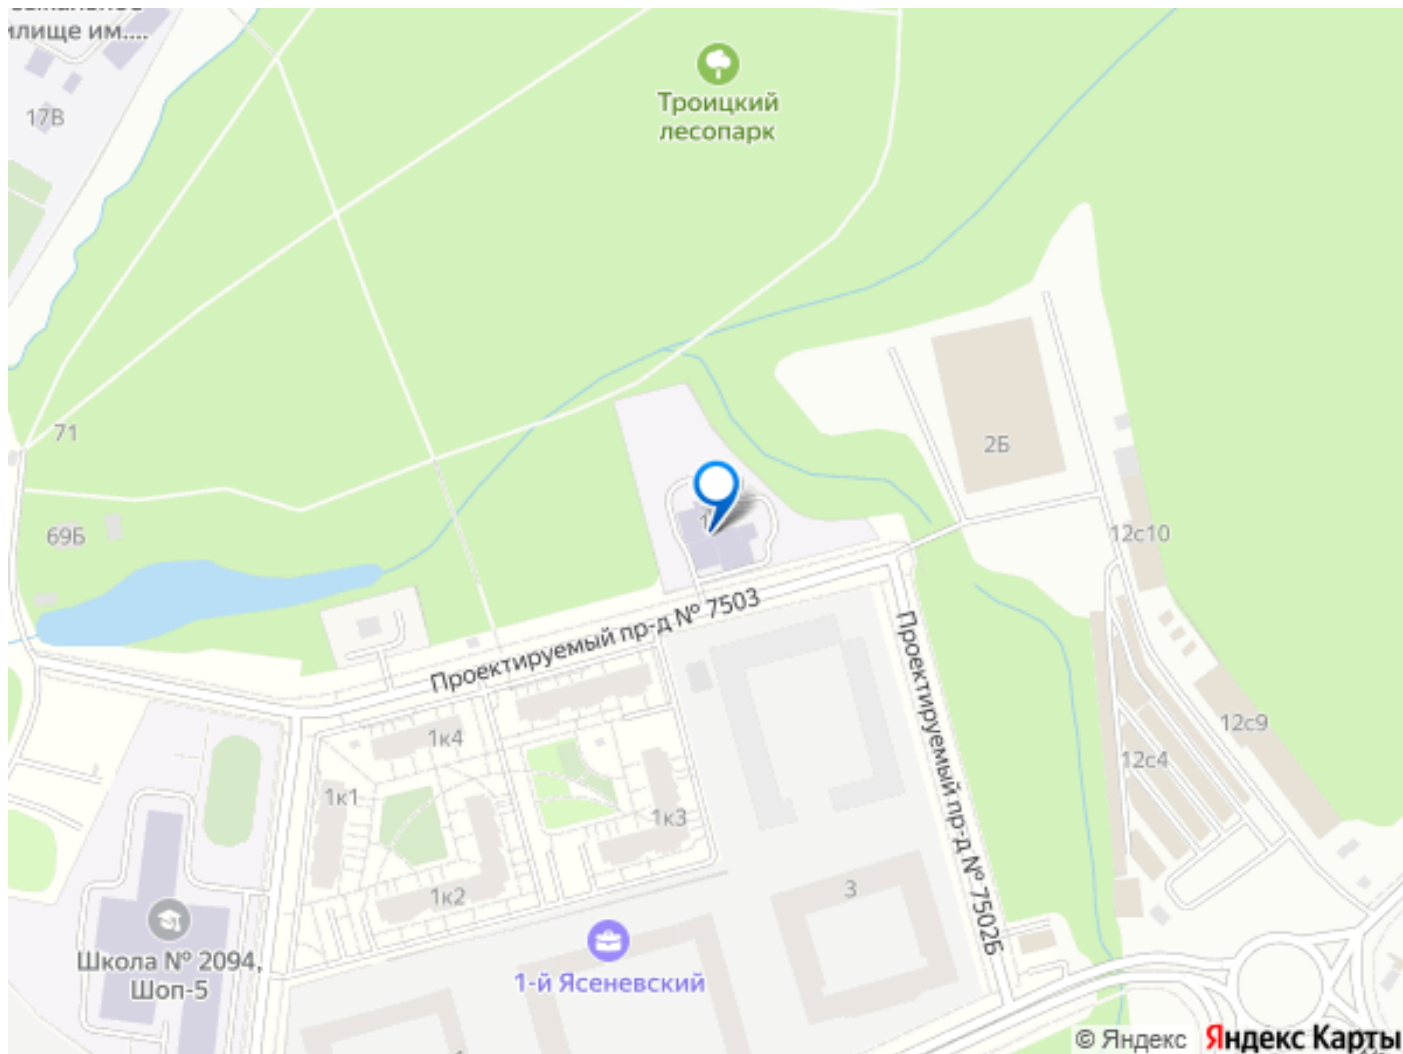 илище им....
17В
Троицкий
лесопарк
71
2Б
69Б
12с10
Проектируемый пр-д № 7503
Проектируемый пр-д № 7502Б
1к4
12с9
12с4
1к1
1к3
1к2
3
Школа № 2094,
Шоп-5
1-й Ясеневский
© Яндекс Яндекс Карты